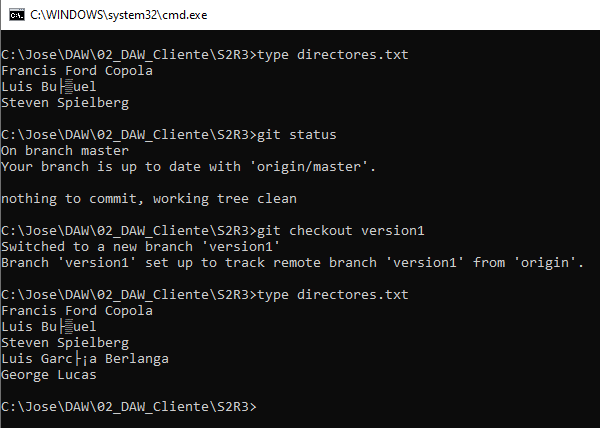 C:\WINDOWS\system32\cmd.exe
C:\Jose\DAW\02_DAW_Cliente\S2R3>type directores.txt
Francis Ford Copola
Luis Bu├▒uel
Steven Spielberg
C:\Jose\DAW\02_DAW_Cliente\S2R3>git status
On branch master
Your branch is up to date with 'origin/master'.
nothing to commit, working tree clean
C:\Jose\DAW\02_DAW_Cliente\S2R3>git checkout version1
Switched to a new branch 'version1'
Branch 'version1' set up to track remote branch 'version1' from 'origin'.
C:\Jose\DAW\02_DAW_Cliente\S2R3>type directores.txt
Francis Ford Copola
Luis Bu├▒uel
Steven Spielberg
Luis Garc├¡a Berlanga
George Lucas
C:\Jose\DAW\02_DAW_Cliente\S2R3>